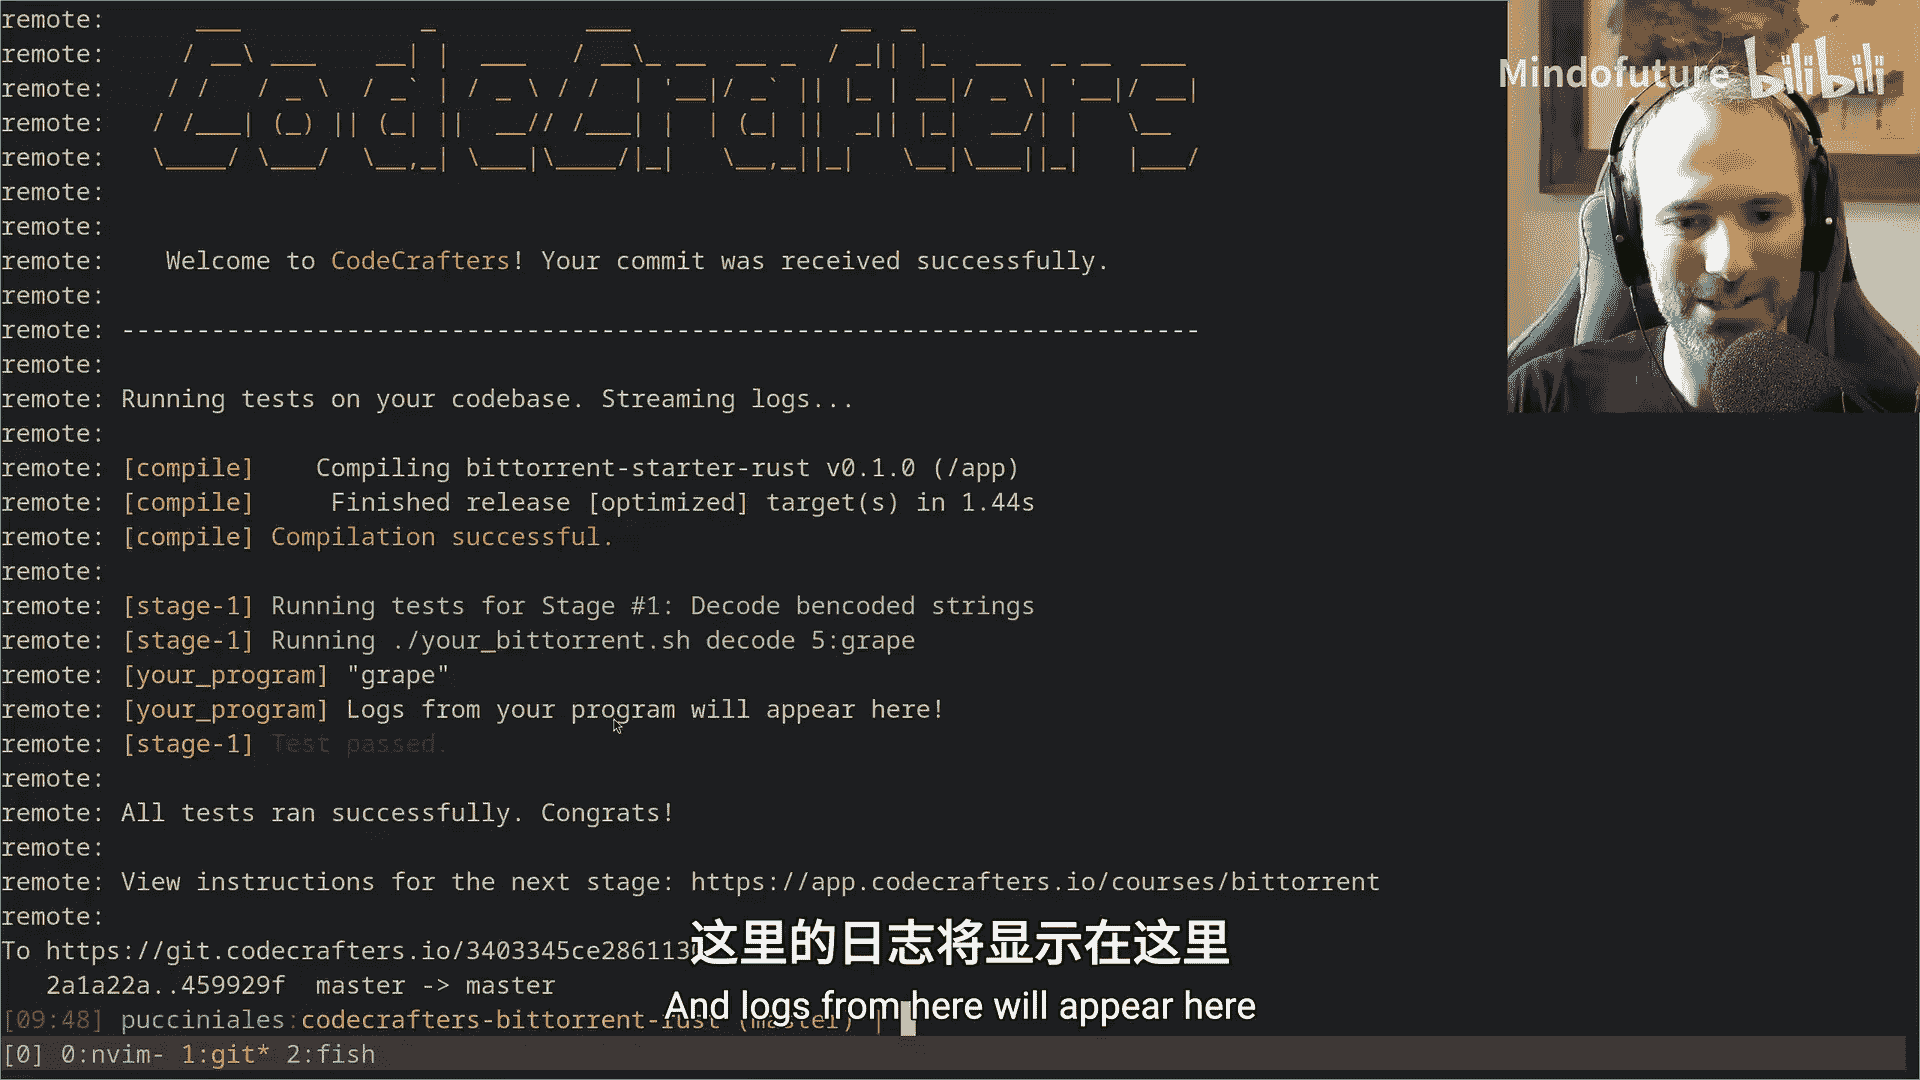 remote:
remote:
remote:
remote:
remote:
remote:
remote:
remote: Welcome to CodeCrafters! Your commit was received successfully.
remote:
remote: ------------------------------------------------------------------------
remote:
remote: Running tests on your codebase. Streaming logs...
remote:
remote: [compile] Compiling bittorrent-starter-rust v0.1.0 (/app)
remote: [compile] Finished release [optimized] target(s) in 1.44s
remote: [compile] Compilation successful.
remote:
remote: [stage-1] Running tests for Stage #1: Decode bencoded strings
remote: [stage-1] Running ./your_bittorrent.sh decode 5:grape
remote: [your_program] "grape"
remote: [your_program] Logs from your program will appear here!
remote: [stage-1] Test passed.
remote:
remote: All tests ran successfully. Congrats!
remote:
remote: View instructions for the next stage: https://app.codecrafters.io/courses/bittorrent
remote:
To https://git.codecrafters.io/3403345ce286113
2a1a22a..459929f master -> master
[09:48] pucciniales:codecrafters-bittorrent-rust (master) |
[0] 0:nvim- 1:git* 2:fish
CodeCrafters
Mindofuture bilibili
这里的日志将显示在这里
And logs from here will appear here